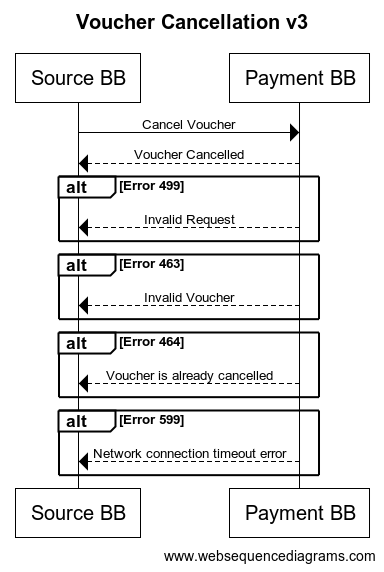 Voucher Cancellation v3
Source BB
Payment BB
Cancel Voucher
Voucher Cancelled
alt
[Error 499]
Invalid Request
alt
[Error 463]
Invalid Voucher
alt
[Error 464]
Voucher is already cancelled
alt
[Error 599]
Network connection timeout error
Source BB
Payment BB
www.websequencediagrams.com